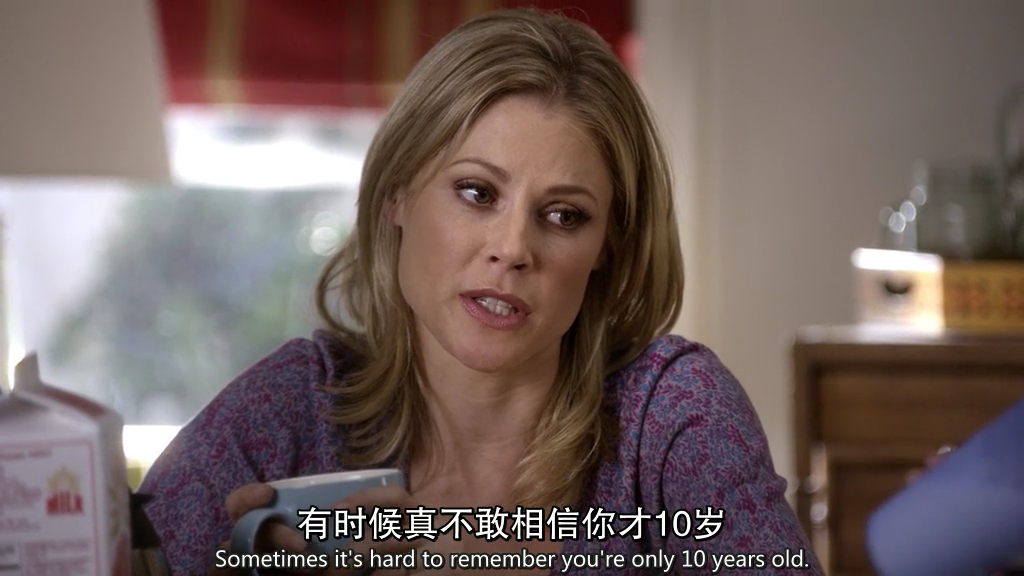 MILK
有时候真不敢相信你才10岁
Sometimes it's hard to remember you're only 10 years old.